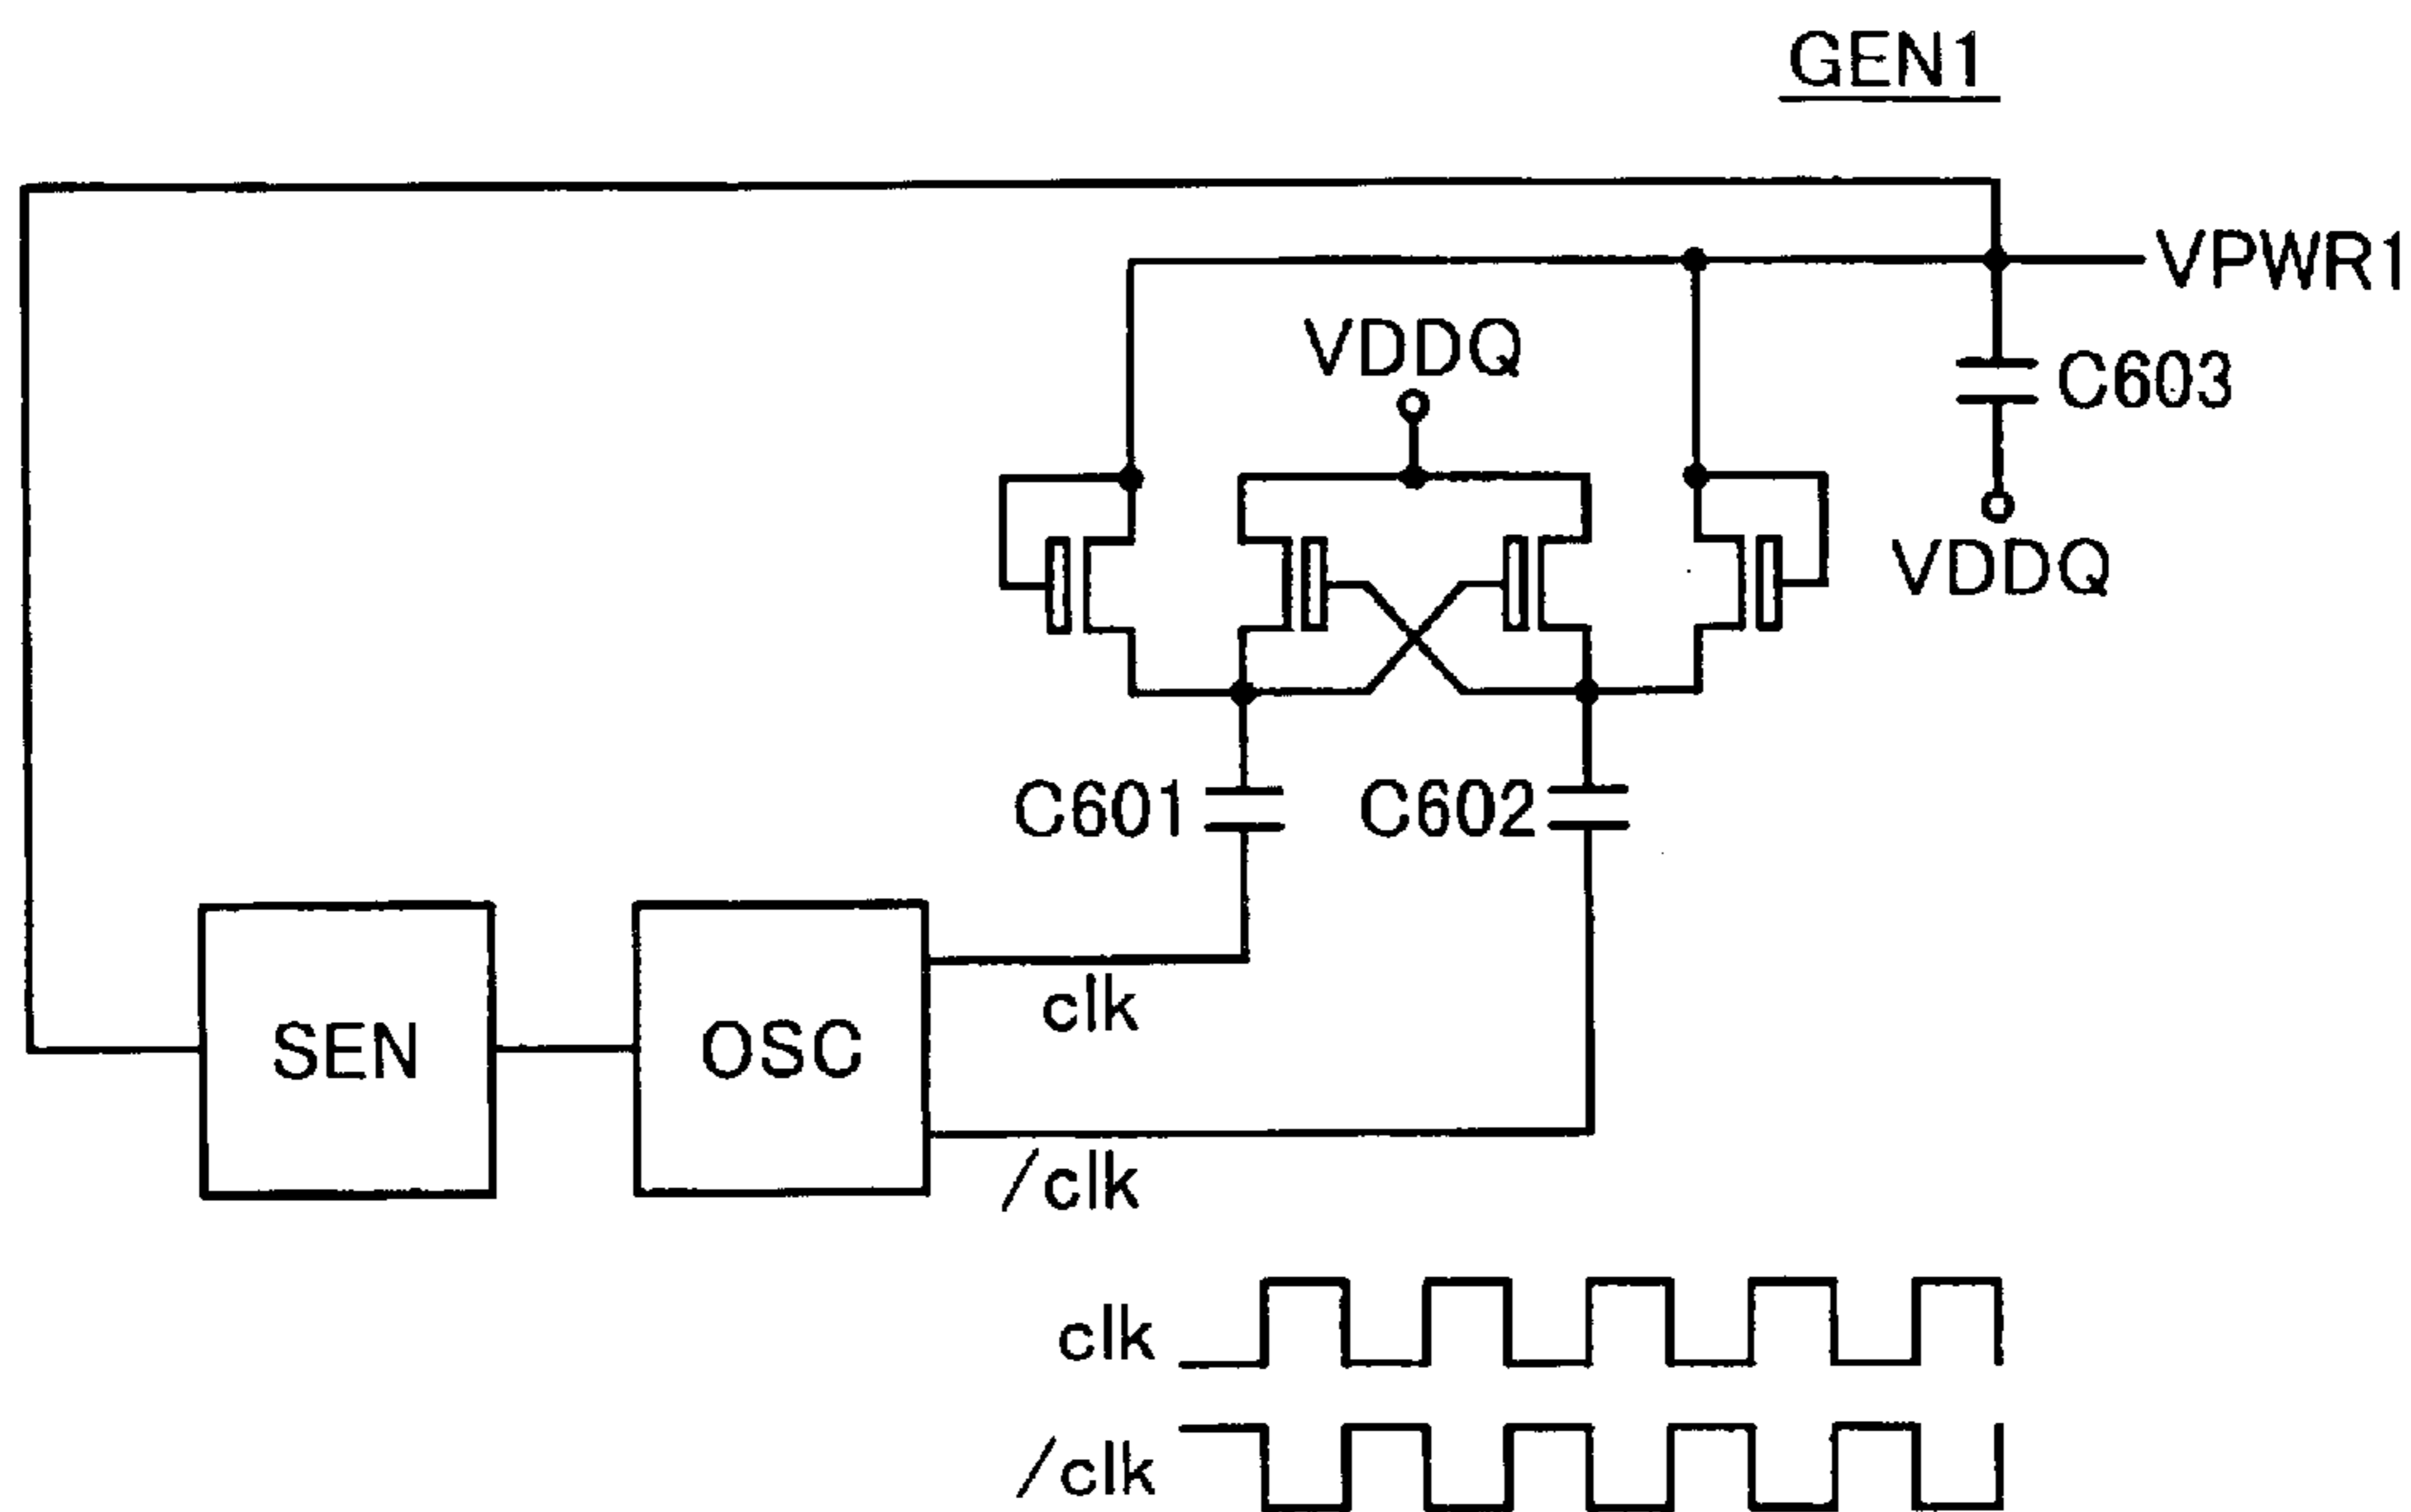 GEN1
VPWR1
VDDQ
C603
VDDQ
C601
C602
SEN
OSC
clk
/clk
clk
/clk